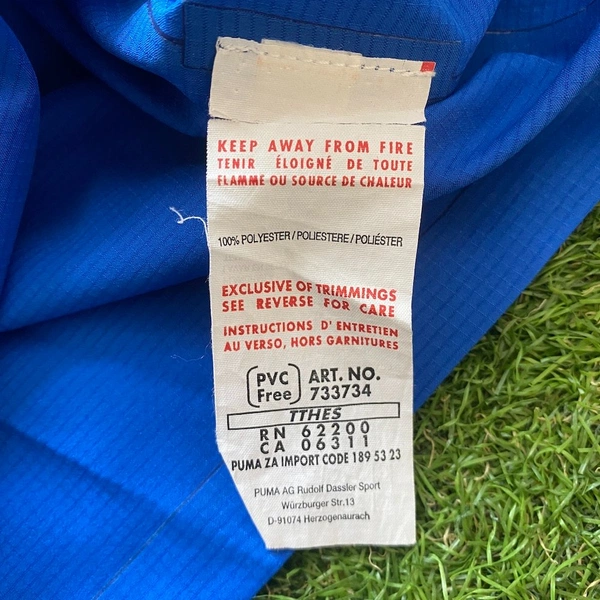 KEEP AWAY FROM FIRE
TENIR ÉLOIGNÉ DE TOUTE
FLAMME OU SOURCE DE CHALEUR
100% POLYESTER / POLIESTERE / POLIÉSTER
EXCLUSIVE OF TRIMMINGS
SEE REVERSE FOR CARE
INSTRUCTIONS D' ENTRETIEN
AU VERSO, HORS GARNITURES
PVC Free ART. NO. 733734
TTHES
RN 62200
CA 06311
PUMA ZA IMPORT CODE 189 53 23
PUMA AG Rudolf Dassler Sport
Würzburger Str.13
D-91074 Herzogenaurach